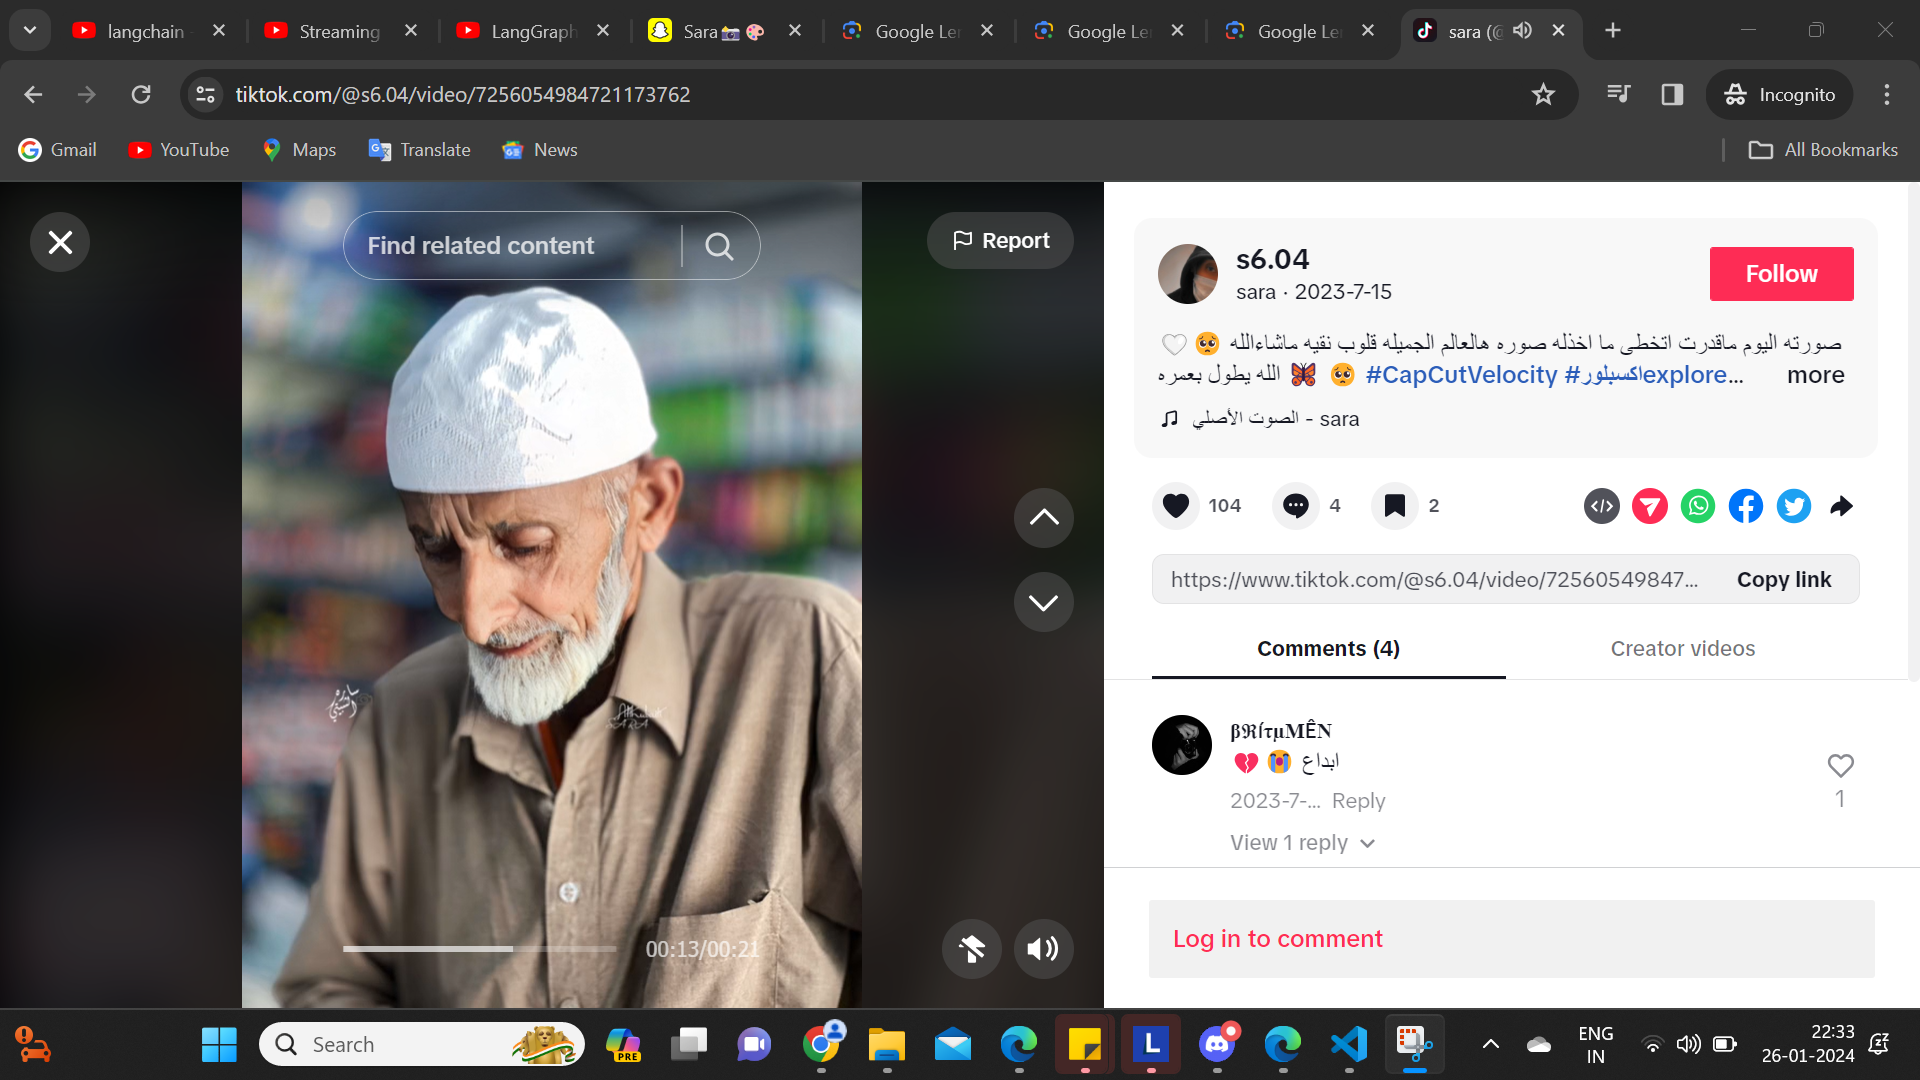 langchain
Streaming
LangGraph
Sara
Google Ler
Google Le
Google Le
sara (@
tiktok.com/@s6.04/video/7256054984721173762
Incognito
Gmail
YouTube
Maps
Translate
News
All Bookmarks
Find related content
Report
s6.04
sara · 2023-7-15
Follow
صورته اليوم ماقدرت اتخطى ما اخذله صوره هالعالم الجميله قلوب نقيه ماشاءالله 🥺🤍
الله يطول بعمره 🦋 🥺 #CapCutVelocity #اكسبلورexplore... more
الصوت الأصلي - sara
104
4
2
https://www.tiktok.com/@s6.04/video/72560549847...
Copy link
Comments (4)
Creator videos
βℜíτμMÊN
💔 😭 ابداع
2023-7-... Reply
1
View 1 reply
Log in to comment
00:13/00:21
SARA
Search
PRE
L
ENG
IN
22:33
26-01-2024